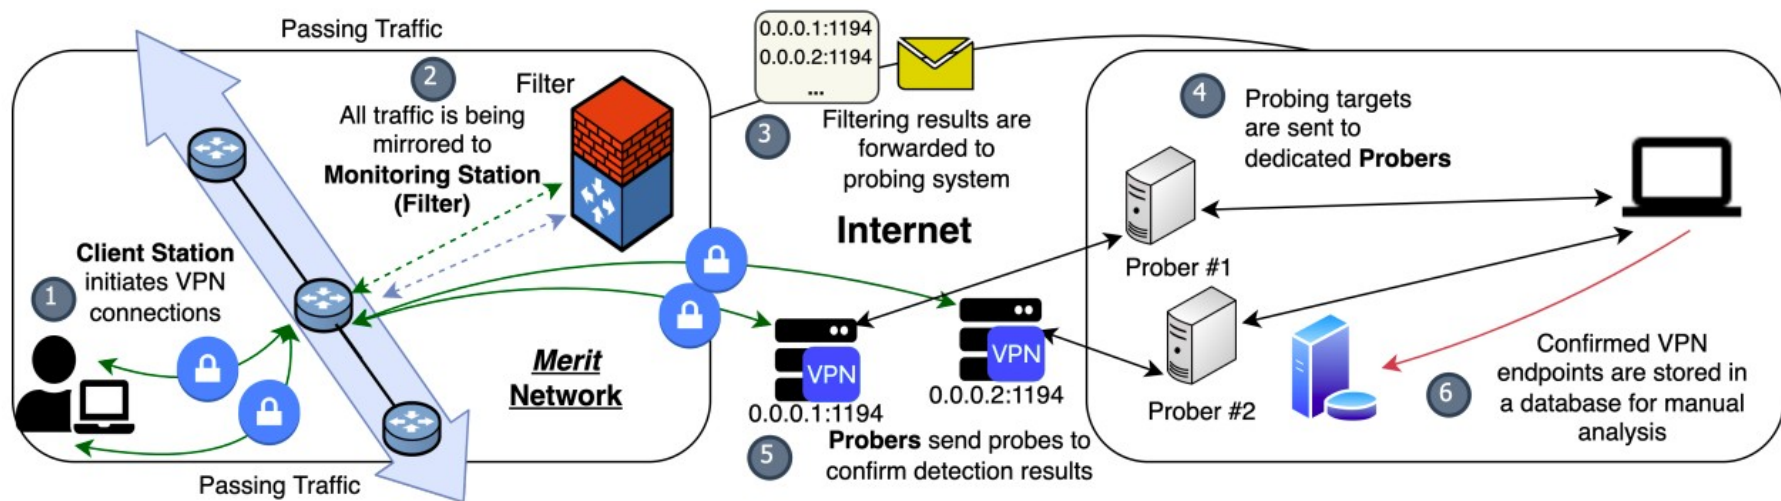 Passing Traffic
2
All traffic is being
mirrored to
Monitoring Station
(Filter)
Filter
1
Client Station
initiates VPN
connections
Merit
Network
Passing Traffic
0.0.0.1:1194
0.0.0.2:1194
...
3
Filtering results are
forwarded to
probing system
Internet
VPN
0.0.0.1:1194
VPN
0.0.0.2:1194
5
Probers send probes to
confirm detection results
4
Probing targets
are sent to
dedicated Probers
Prober #1
Prober #2
6
Confirmed VPN
endpoints are stored in
a database for manual
analysis